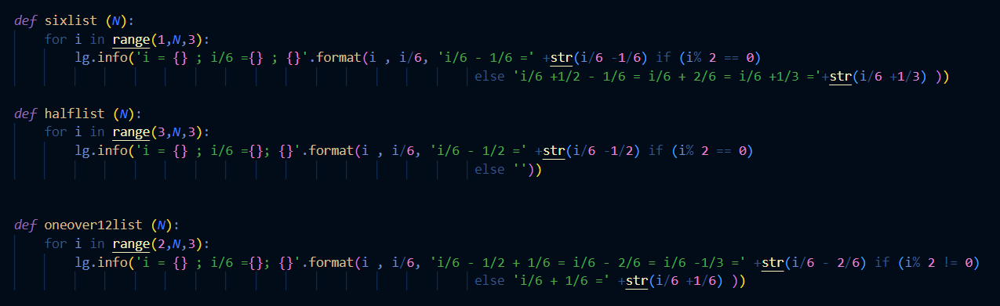 def sixlist (N):
    for i in range(1,N,3):
        lg.info('i = {} ; i/6 ={} ; {}'.format(i , i/6, 'i/6 - 1/6 =' +str(i/6 -1/6) if (i% 2 == 0)
                                                            else 'i/6 +1/2 - 1/6 = i/6 + 2/6 = i/6 +1/3 ='+str(i/6 +1/3) ))
def halflist (N):
    for i in range(3,N,3):
        lg.info('i = {} ; i/6 ={}; {}'.format(i , i/6, 'i/6 - 1/2 =' +str(i/6 -1/2) if (i% 2 == 0)
                                                            else ''))
def oneover12list (N):
    for i in range(2,N,3):
        lg.info('i = {} ; i/6 ={}; {}'.format(i , i/6, 'i/6 - 1/2 + 1/6 = i/6 - 2/6 = i/6 -1/3 =' +str(i/6 - 2/6) if (i% 2 != 0)
                                                            else 'i/6 + 1/6 =' +str(i/6 +1/6) ))